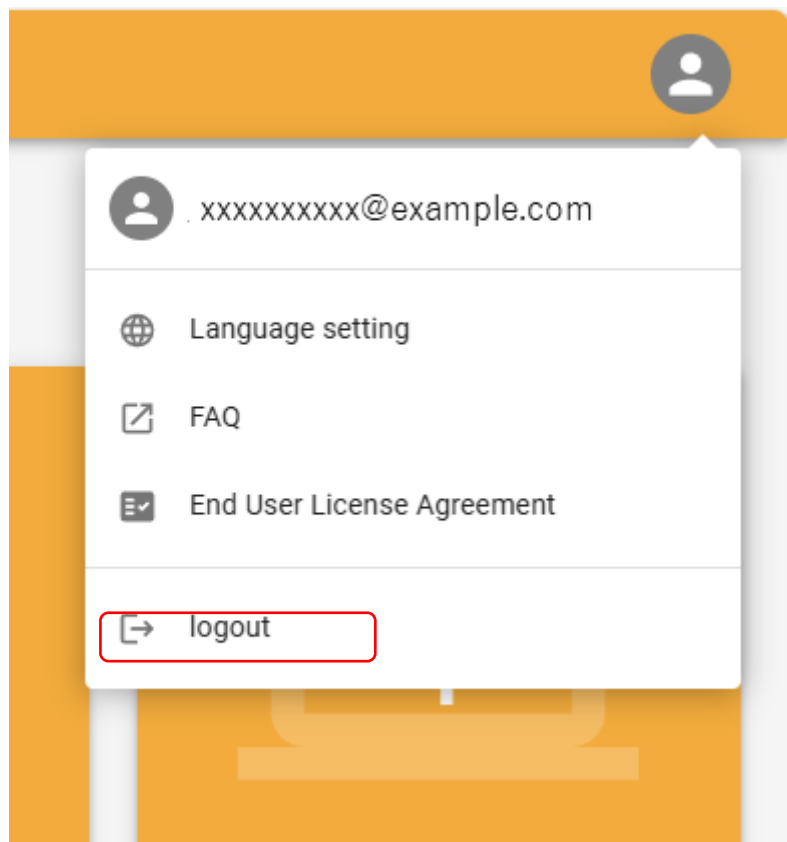 xxxxxxxxxx@example.com
Language setting
FAQ
End User License Agreement
logout